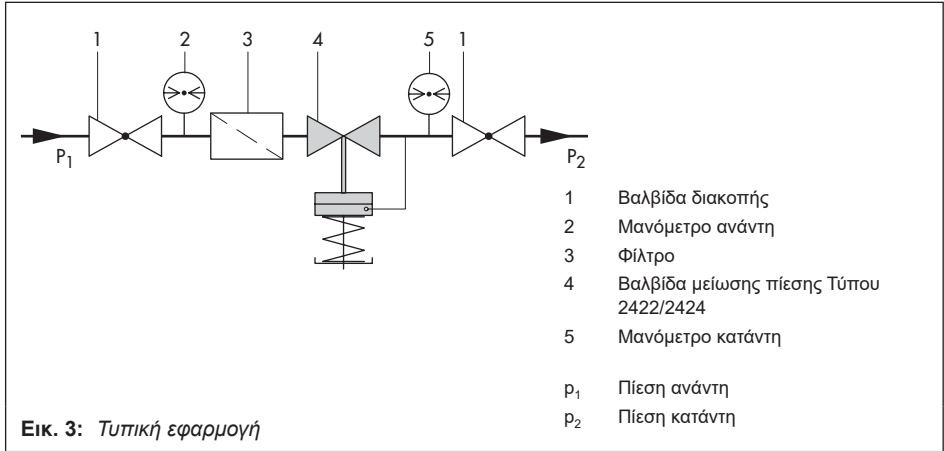 1 2 3 4 5 1
P1 P2
1 Βαλβίδα διακοπής
2 Μανόμετρο ανάντη
3 Φίλτρο
4 Βαλβίδα μείωσης πίεσης Τύπου
2422/2424
5 Μανόμετρο κατάντη
p1 Πίεση ανάντη
p2 Πίεση κατάντη
Εικ. 3: Τυπική εφαρμογή